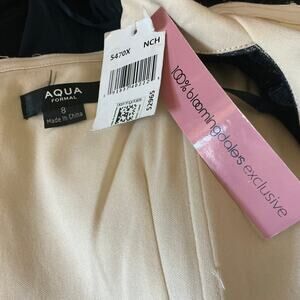 5470X NCH
AQUA
FORMAL
8
Made in China
100% bloomingdale's exclusive